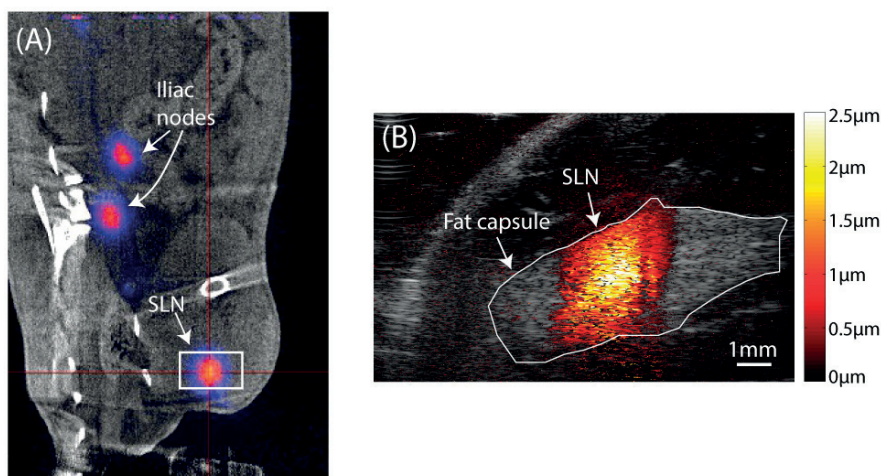 (A)
Iliac
nodes
SLN
(B)
SLN
Fat capsule
1mm
2.5µm
2µm
1.5µm
1µm
0.5µm
0µm